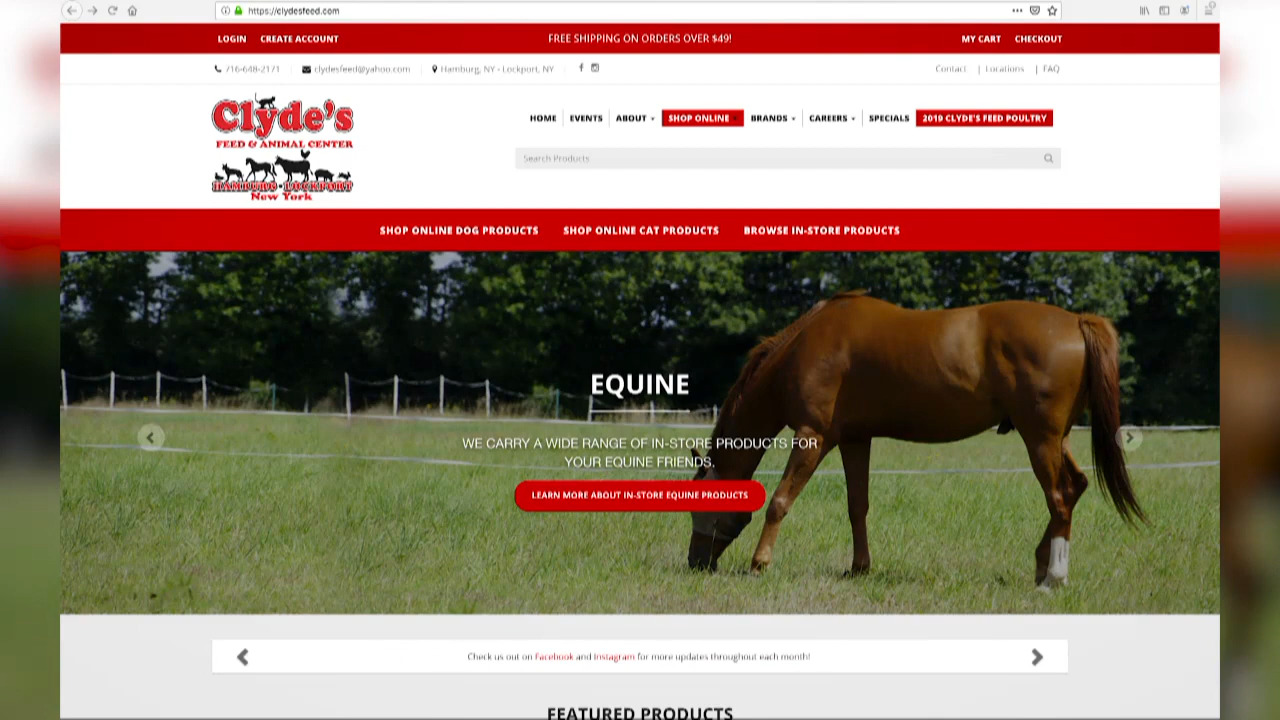 https://clydesfeed.com
LOGIN CREATE ACCOUNT FREE SHIPPING ON ORDERS OVER $49! MY CART CHECKOUT
716-648-2171 clydesfeed@yahoo.com Hamburg, NY - Lockport, NY Contact | Locations | FAQ
Clyde's
FEED & ANIMAL CENTER
HAMBURG · LOCKPORT
New York
HOME EVENTS ABOUT SHOP ONLINE BRANDS CAREERS SPECIALS 2019 CLYDE'S FEED POULTRY
Search Products
SHOP ONLINE DOG PRODUCTS SHOP ONLINE CAT PRODUCTS BROWSE IN-STORE PRODUCTS
EQUINE
WE CARRY A WIDE RANGE OF IN-STORE PRODUCTS FOR
YOUR EQUINE FRIENDS.
LEARN MORE ABOUT IN-STORE EQUINE PRODUCTS
Check us out on Facebook and Instagram for more updates throughout each month!
FEATURED PRODUCTS